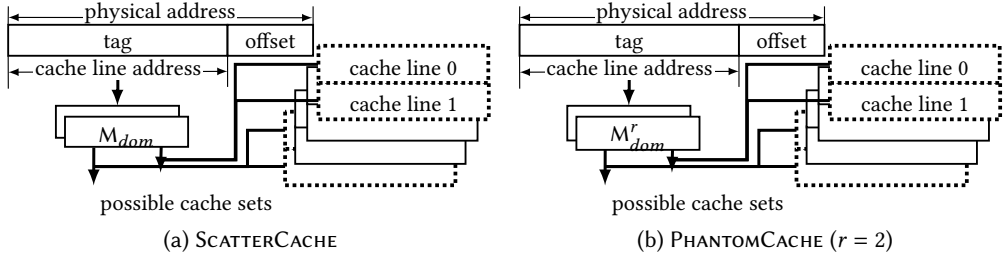 physical address
tag offset
cache line address
cache line 0
cache line 1
M_dom
possible cache sets
(a) SCATTERCACHE
physical address
tag offset
cache line address
cache line 0
cache line 1
M^r_dom
possible cache sets
(b) PHANTOMCACHE (r = 2)